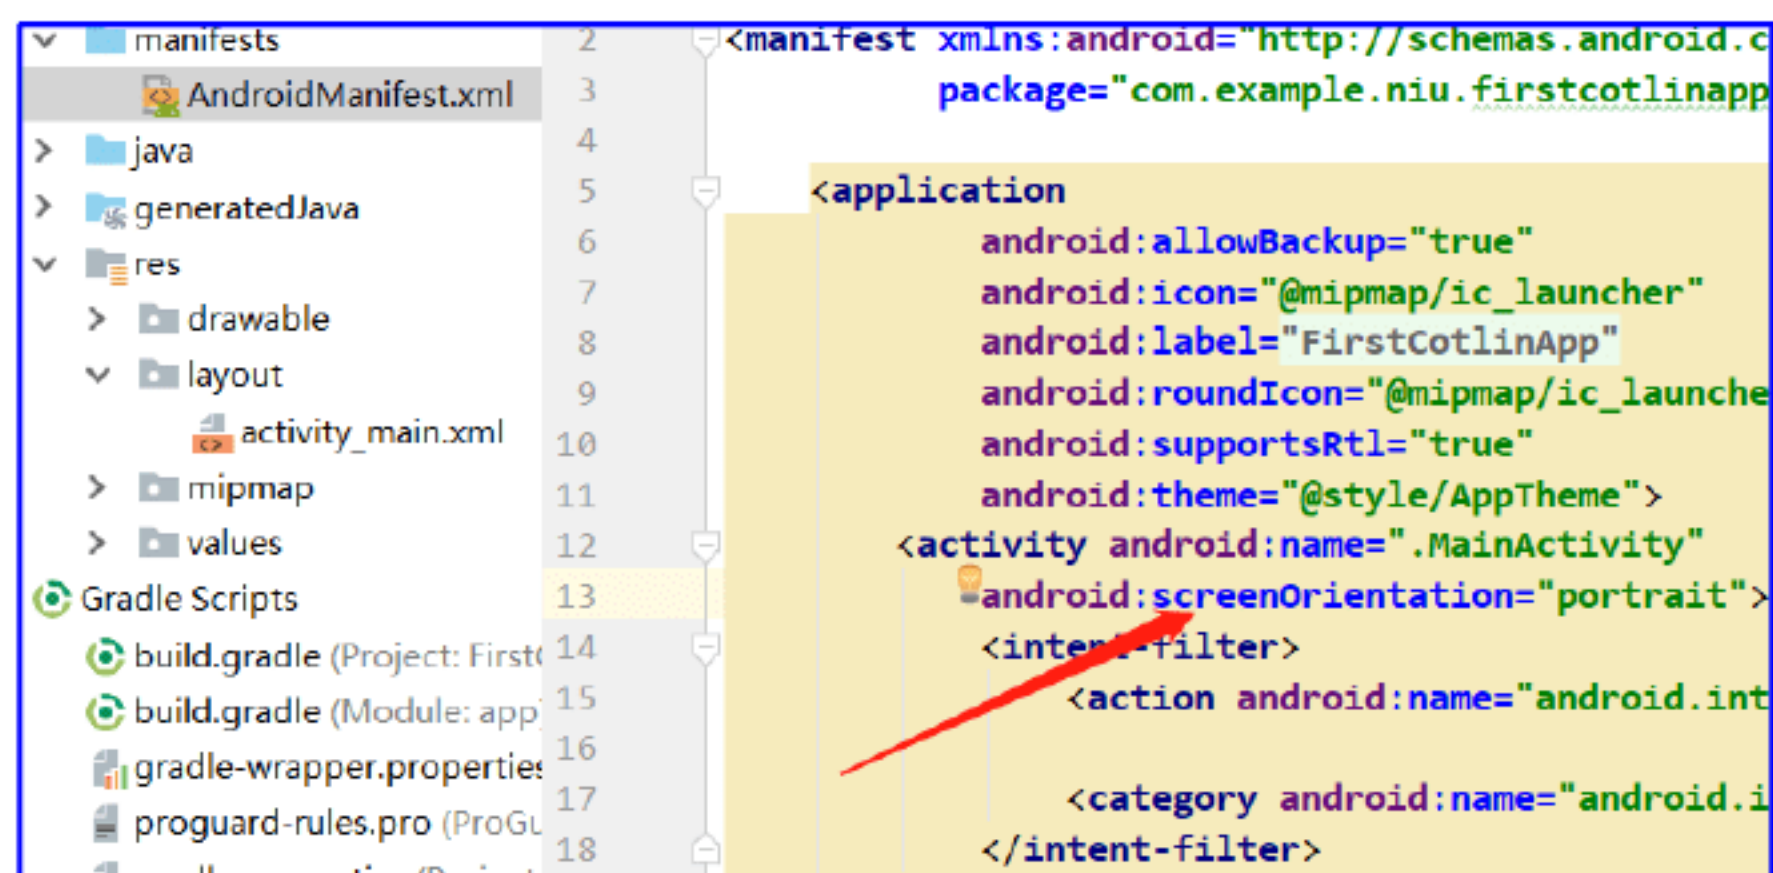 manifests
AndroidManifest.xml
java
generatedJava
res
drawable
layout
activity_main.xml
mipmap
values
Gradle Scripts
build.gradle (Project: First
build.gradle (Module: app
gradle-wrapper.properties
proguard-rules.pro (ProGu
2 <manifest xmlns:android="http://schemas.android.c
3 package="com.example.niu.firstcotlinapp
4
5 <application
6 android:allowBackup="true"
7 android:icon="@mipmap/ic_launcher"
8 android:label="FirstCotlinApp"
9 android:roundIcon="@mipmap/ic_launche
10 android:supportsRtl="true"
11 android:theme="@style/AppTheme">
12 <activity android:name=".MainActivity"
13 android:screenOrientation="portrait">
14 <intent-filter>
15 <action android:name="android.int
16
17 <category android:name="android.i
18 </intent-filter>